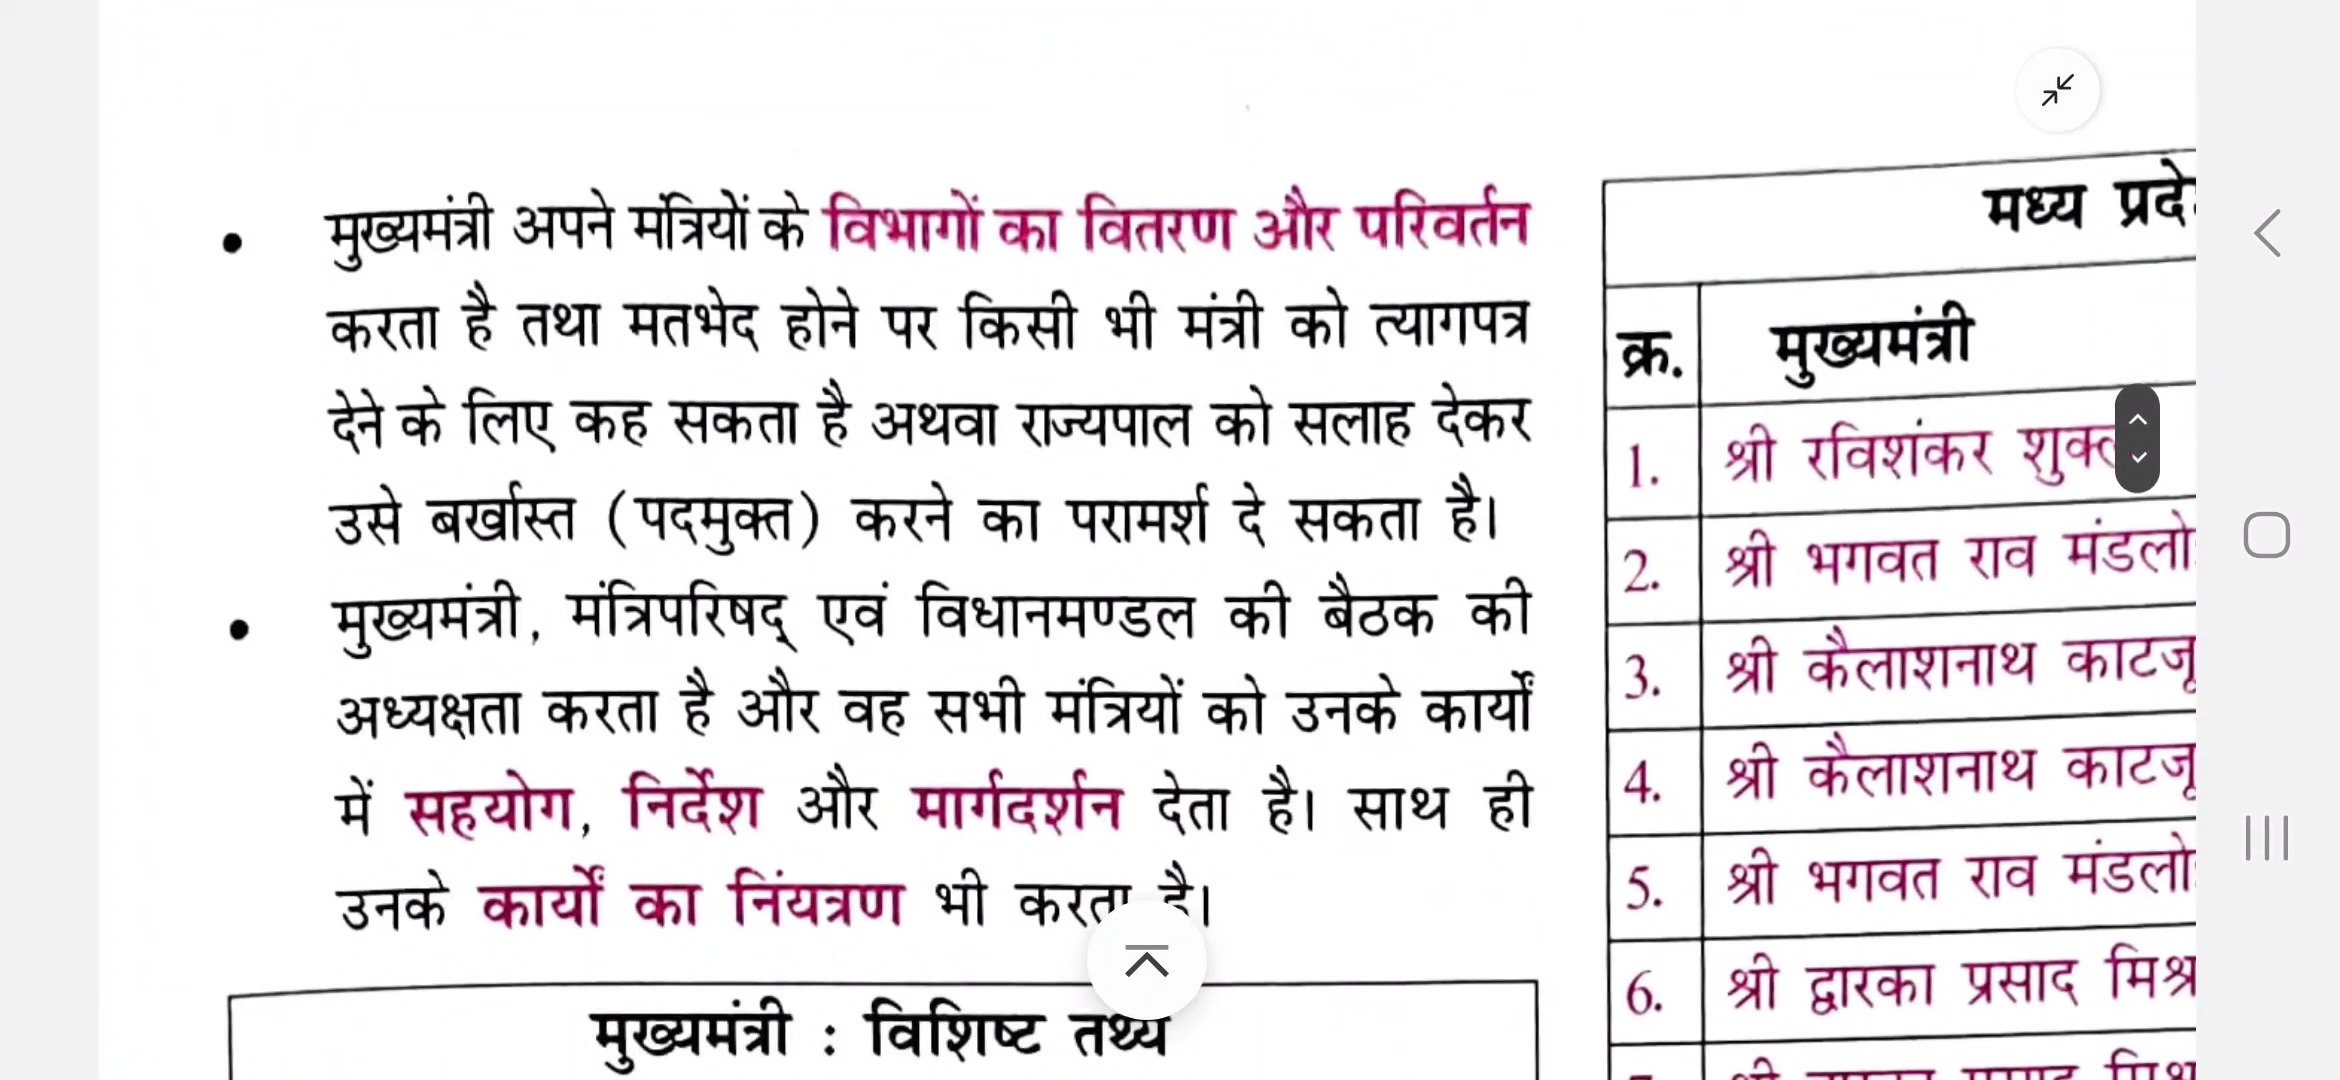 मुख्यमंत्री अपने मंत्रियों के विभागों का वितरण और परिवर्तन
करता है तथा मतभेद होने पर किसी भी मंत्री को त्यागपत्र
देने के लिए कह सकता है अथवा राज्यपाल को सलाह देकर
उसे बर्खास्त (पदमुक्त) करने का परामर्श दे सकता है।
मुख्यमंत्री, मंत्रिपरिषद् एवं विधानमण्डल की बैठक की
अध्यक्षता करता है और वह सभी मंत्रियों को उनके कार्यों
में सहयोग, निर्देश और मार्गदर्शन देता है। साथ ही
उनके कार्यों का निंयत्रण भी करता है।
मुख्यमंत्री : विशिष्ट तथ्य
मध्य
क्र. मुख्यमंत्री
1. श्री रविशंकर
2. श्री भगवत राव
3. श्री कैलाशनाथ काटजू
4. श्री कैलाशनाथ काटजू
5. श्री भगवत राव
6. श्री द्वारका प्रसाद मिश्र